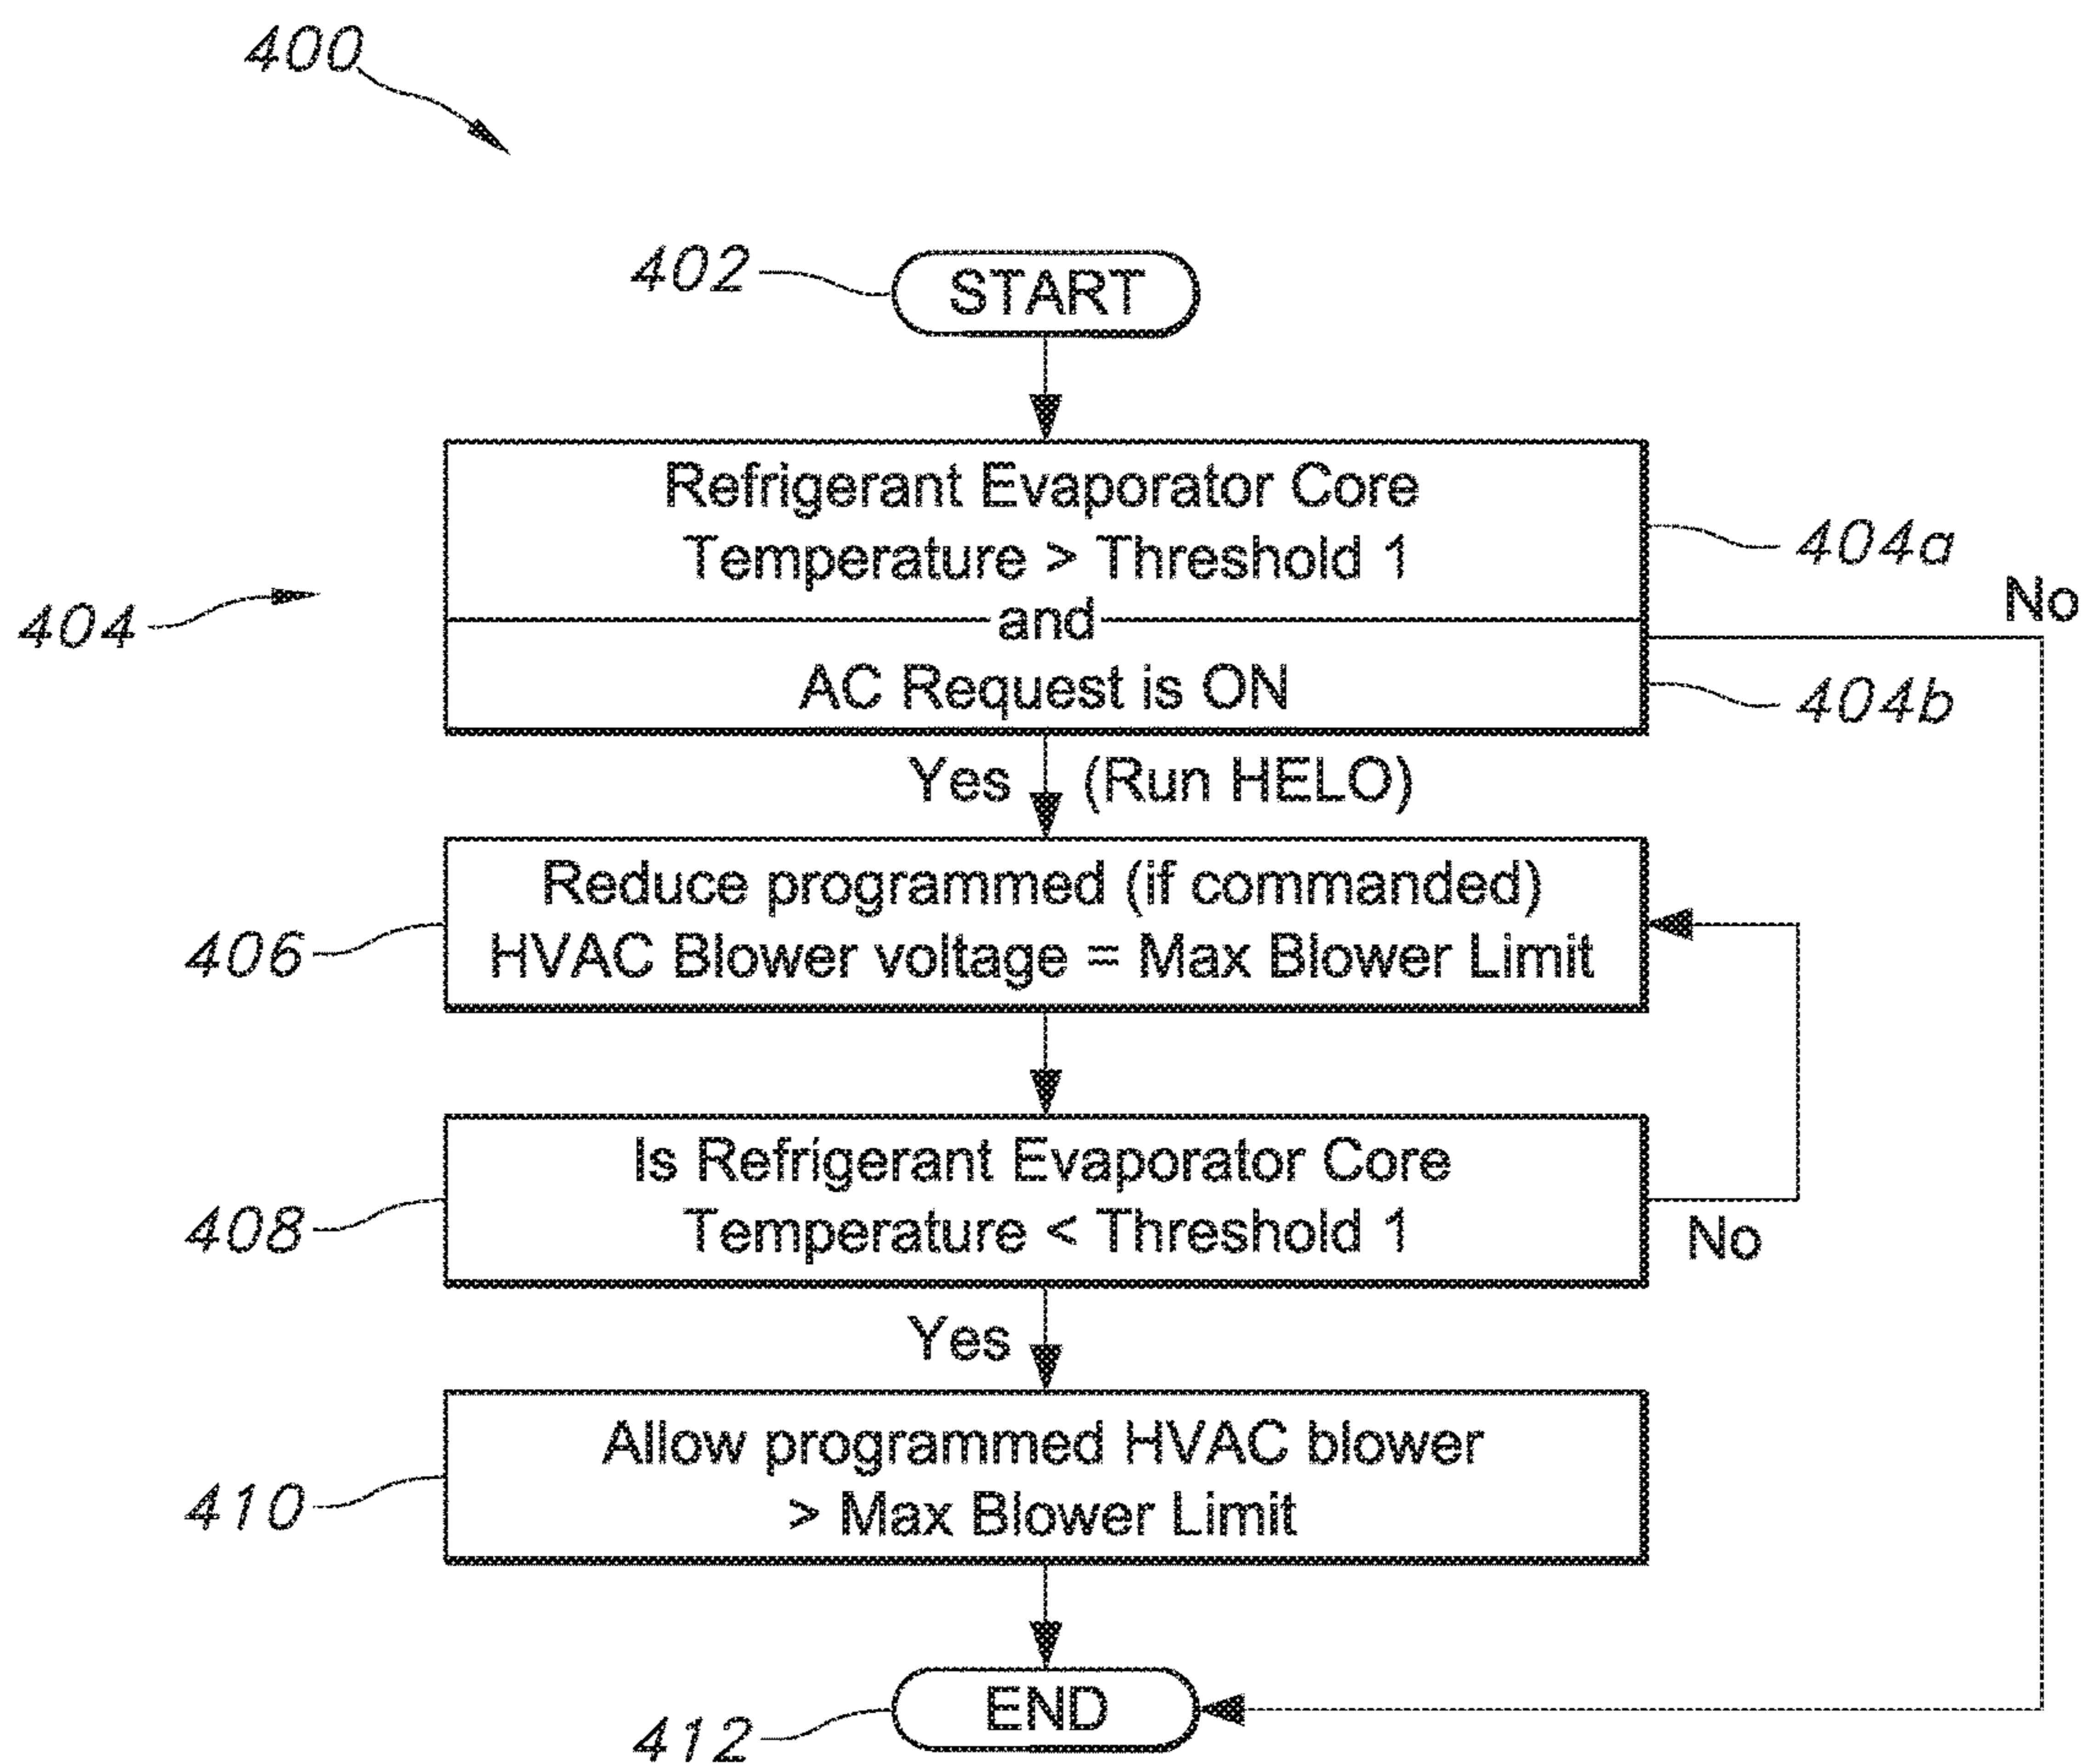 400
402
START
Refrigerant Evaporator Core
Temperature > Threshold 1
404a
No
404
and
AC Request is ON
404b
Yes (Run HELO)
Reduce programmed (if commanded)
HVAC Blower voltage = Max Blower Limit
406
Is Refrigerant Evaporator Core
Temperature < Threshold 1
408
No
Yes
Allow programmed HVAC blower
> Max Blower Limit
410
END
412